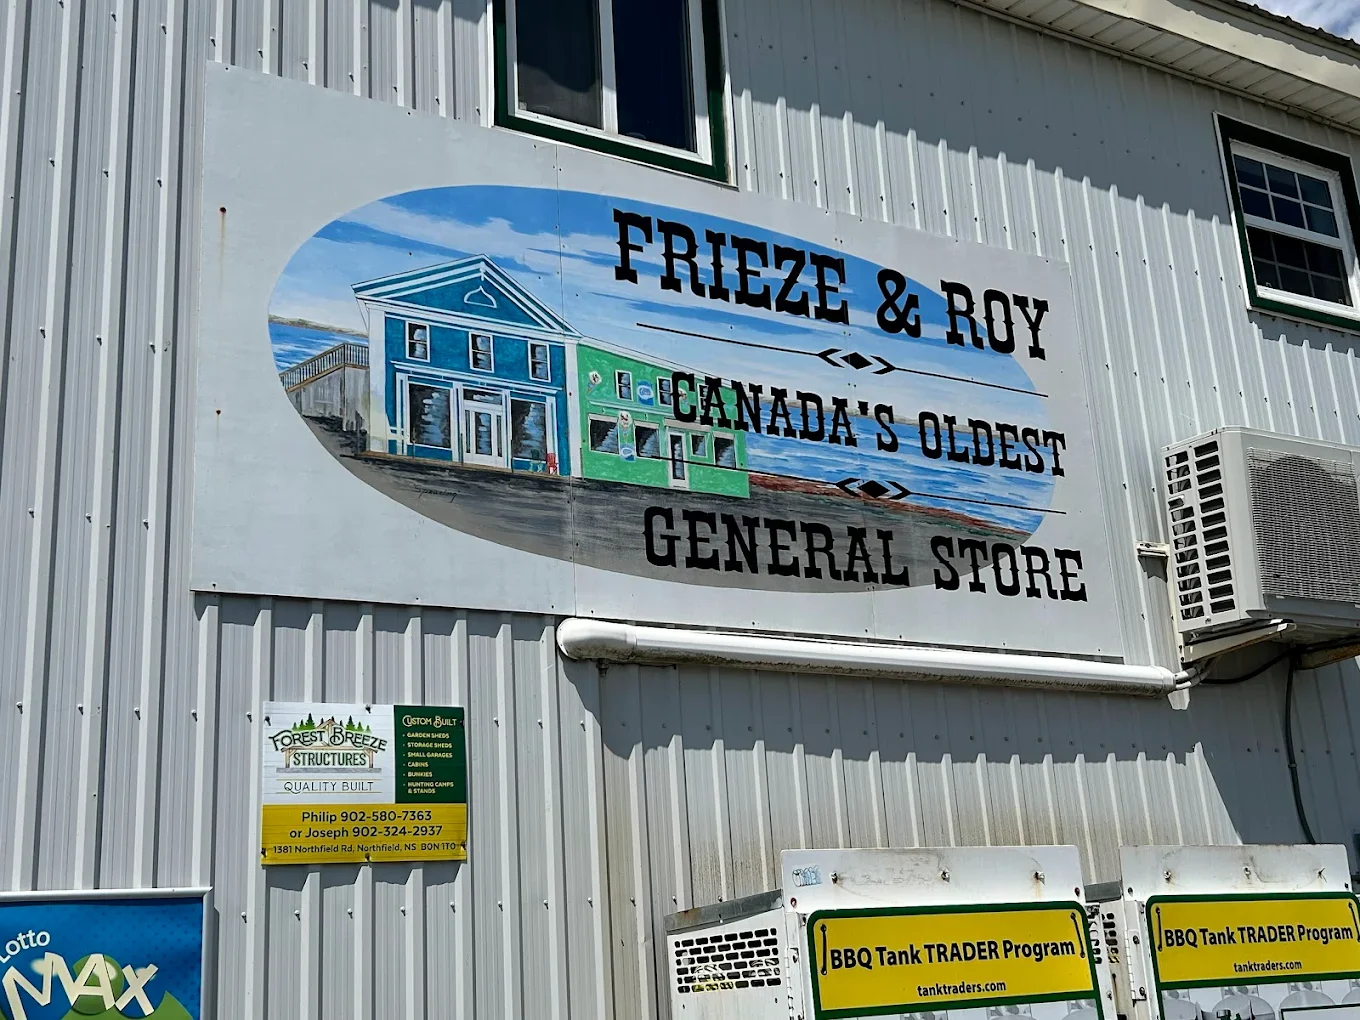 FRIEZE & ROY
CANADA'S OLDEST
GENERAL STORE
FOREST BREEZE
STRUCTURES
QUALITY BUILT
CUSTOM BUILT
• GARDEN SHEDS
• STORAGE SHEDS
• SMALL GARAGES
• CABINS
• BUNKIES
• HUNTING CAMPS
& STANDS
Philip 902-580-7363
or Joseph 902-324-2937
1381 Northfield Rd, Northfield, NS B0N 1T0
Lotto
MAX
BBQ Tank TRADER Program
tanktraders.com
BBQ Tank TRADER Program
tanktraders.com